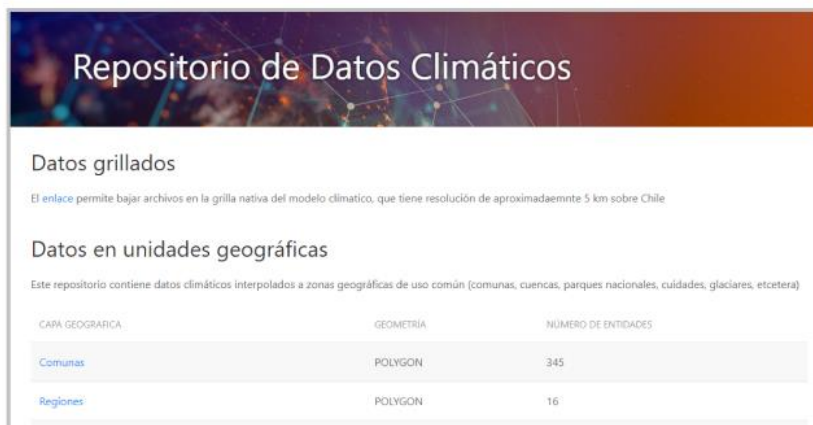 Repositorio de Datos Climáticos
Datos grillados
El enlace permite bajar archivos en la grilla nativa del modelo climatico, que tiene resolución de aproximadaemnte 5 km sobre Chile
Datos en unidades geográficas
Este repositorio contiene datos climáticos interpolados a zonas geográficas de uso común (comunas, cuencas, parques nacionales, cuidades, glaciares, etcetera)
CAPA GEOGRAFICA GEOMETRÍA NÚMERO DE ENTIDADES
Comunas POLYGON 345
Regiones POLYGON 16